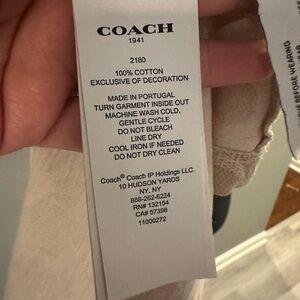 COACH
1941
2180
100% COTTON
EXCLUSIVE OF DECORATION
MADE IN PORTUGAL
TURN GARMENT INSIDE OUT
MACHINE WASH COLD,
GENTLE CYCLE
DO NOT BLEACH
LINE DRY
COOL IRON IF NEEDED
DO NOT DRY CLEAN
Coach® Coach IP Holdings LLC.
10 HUDSON YARDS
NY, NY
888-262-6224
RN# 132154
CA# 57398
11000272
BEFORE WEARING